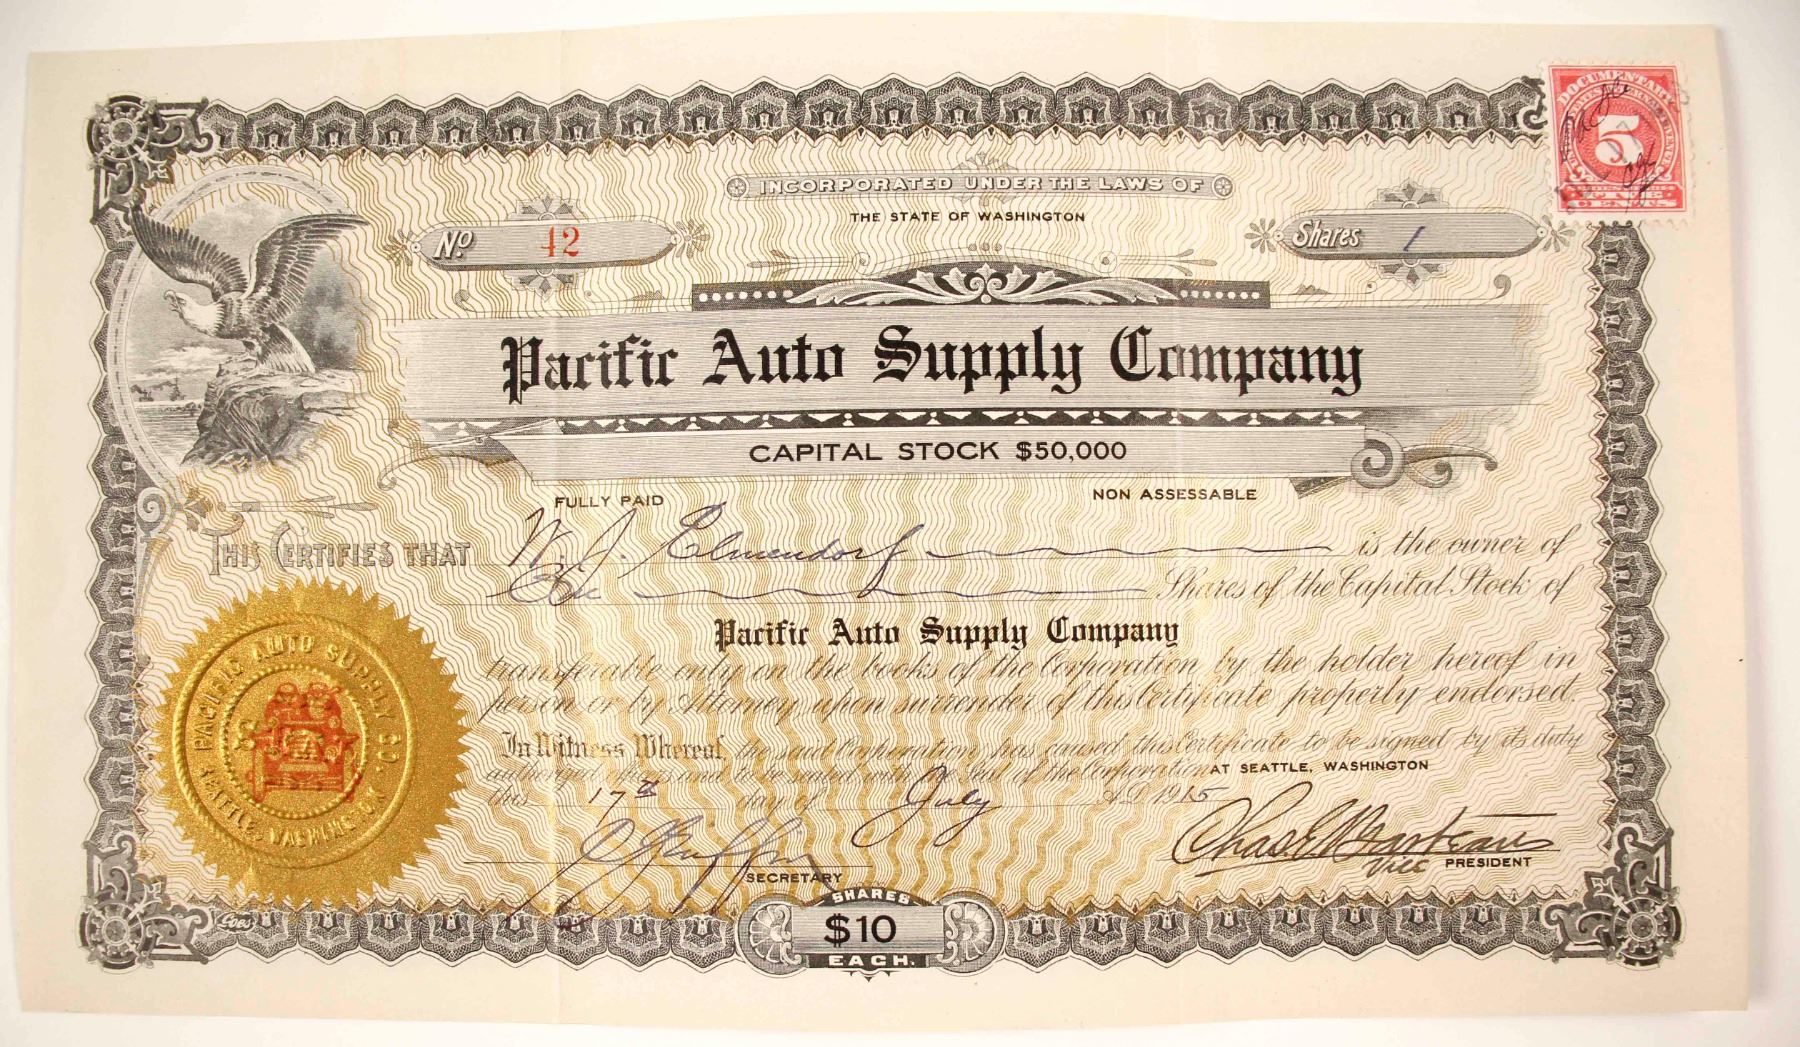 INCORPORATED UNDER THE LAWS OF
THE STATE OF WASHINGTON
No. 42
Shares 1
DOCUMENTARY
5
CENTS
Pacific Auto Supply Company
CAPITAL STOCK $50,000
FULLY PAID NON ASSESSABLE
THIS CERTIFIES THAT W. J. Elmendorf is the owner of
One Shares of the Capital Stock of
Pacific Auto Supply Company
transferable only on the books of the Corporation by the holder hereof in
person or by Attorney upon surrender of this Certificate properly endorsed.
In Witness Whereof, the said Corporation has caused this Certificate to be signed by its duly
authorized officers and to be sealed with the Seal of the Corporation AT SEATTLE, WASHINGTON
this 17th day of July A.D. 1915
SECRETARY
Vice PRESIDENT
PACIFIC AUTO SUPPLY CO.
SEATTLE, WASHINGTON
SHARES
$10
EACH.
Goes